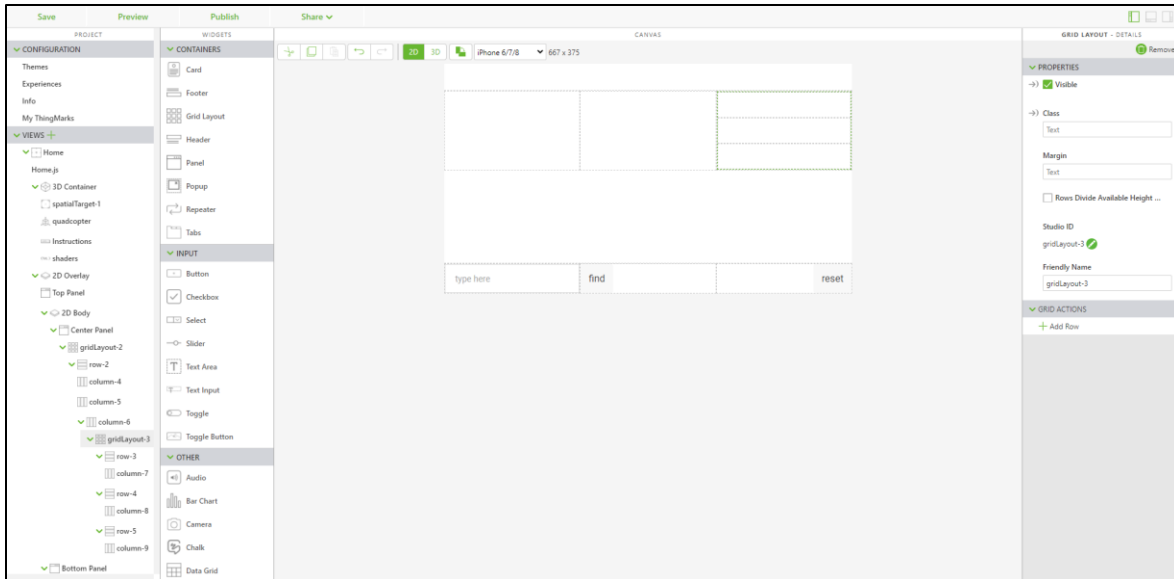 Save
Preview
Publish
Share
PROJECT
WIDGETS
CANVAS
GRID LAYOUT - DETAILS
CONFIGURATION
Themes
Experiences
Info
My ThingMarks
VIEWS
Home
Home.js
3D Container
spatialTarget-1
quadcopter
Instructions
shaders
2D Overlay
Top Panel
2D Body
Center Panel
gridLayout-2
row-2
column-4
column-5
column-6
gridLayout-3
row-3
column-7
row-4
column-8
row-5
column-9
Bottom Panel
CONTAINERS
Card
Footer
Grid Layout
Header
Panel
Popup
Repeater
Tabs
INPUT
Button
Checkbox
Select
Slider
Text Area
Text Input
Toggle
Toggle Button
OTHER
Audio
Bar Chart
Camera
Chalk
Data Grid
2D
3D
iPhone 6/7/8
667 x 375
type here
find
reset
Remove
PROPERTIES
Visible
Class
Text
Margin
Text
Rows Divide Available Height ...
Studio ID
gridLayout-3
Friendly Name
gridLayout-3
GRID ACTIONS
Add Row